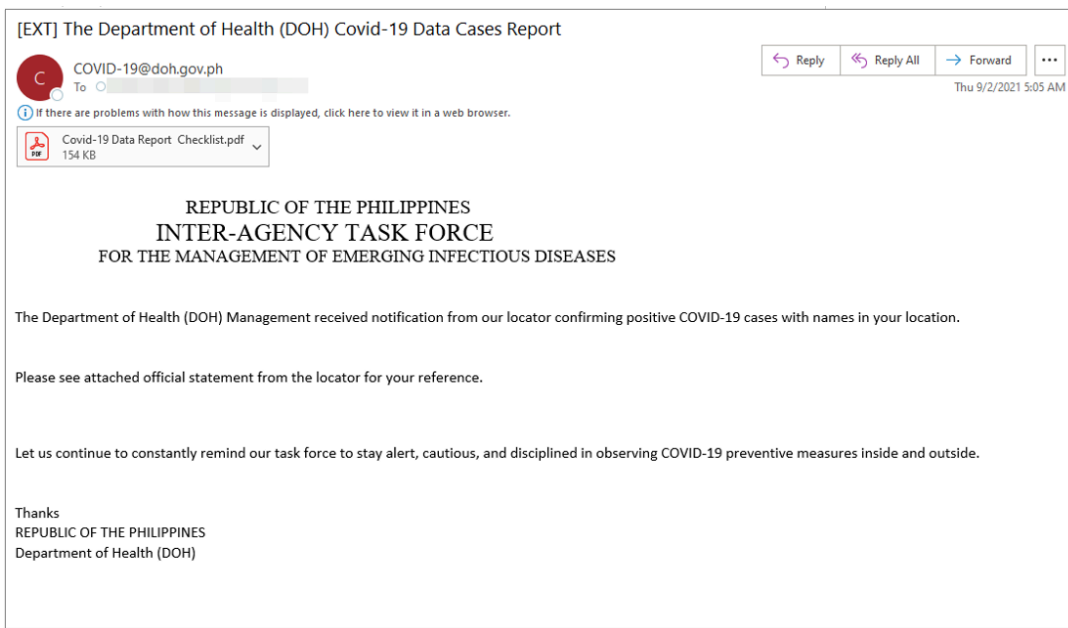 [EXT] The Department of Health (DOH) Covid-19 Data Cases Report
C
COVID-19@doh.gov.ph
To
Reply
Reply All
Forward
...
Thu 9/2/2021 5:05 AM
If there are problems with how this message is displayed, click here to view it in a web browser.
PDF
Covid-19 Data Report  Checklist.pdf
154 KB
REPUBLIC OF THE PHILIPPINES
INTER-AGENCY TASK FORCE
FOR THE MANAGEMENT OF EMERGING INFECTIOUS DISEASES
The Department of Health (DOH) Management received notification from our locator confirming positive COVID-19 cases with names in your location.
Please see attached official statement from the locator for your reference.
Let us continue to constantly remind our task force to stay alert, cautious, and disciplined in observing COVID-19 preventive measures inside and outside.
Thanks
REPUBLIC OF THE PHILIPPINES
Department of Health (DOH)